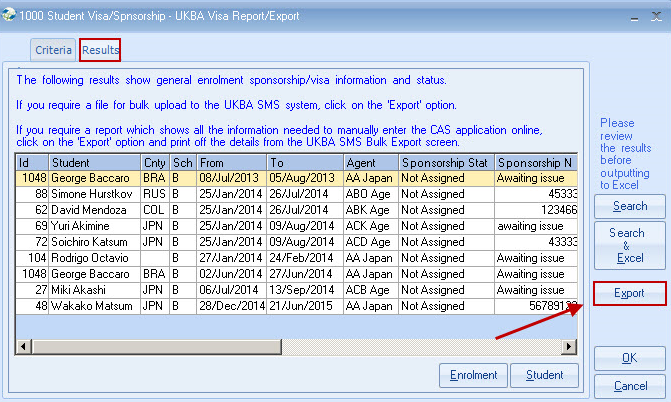 1000 Student Visa/Spnsorship - UKBA Visa Report/Export
Criteria Results
The following results show general enrolment sponsorship/visa information and status.
If you require a file for bulk upload to the UKBA SMS system, click on the 'Export' option.
If you require a report which shows all the information needed to manually enter the CAS application online,
click on the 'Export' option and print off the details from the UKBA SMS Bulk Export screen.
Id Student Cnty Sch From To Agent Sponsorship Stat Sponsorship N
1048 George Baccaro BRA B 08/Jul/2013 05/Aug/2013 AA Japan Not Assigned Awaiting issue
88 Simone Hurstkov RUS B 25/Jan/2014 26/Jul/2014 ABO Age Not Assigned 45333
62 David Mendoza COL B 25/Jan/2014 26/Jul/2014 ABK Age Not Assigned 123466
69 Yuri Akimine JPN B 25/Jan/2014 09/Aug/2014 ACK Age Not Assigned awaiting issue
72 Soichiro Katsum JPN B 25/Jan/2014 09/Aug/2014 ACD Age Not Assigned 43333
104 Rodrigo Octavio B 27/Jan/2014 24/Feb/2014 AA Japan Not Assigned Awaiting issue
1048 George Baccaro BRA B 02/Jun/2014 27/Jun/2014 AA Japan Not Assigned Awaiting issue
27 Miki Akashi JPN B 06/Jul/2014 13/Sep/2014 ACB Age Not Assigned Awaiting issue
48 Wakako Matsum JPN B 28/Dec/2014 21/Jun/2015 AA Japan Not Assigned 56789123
Enrolment Student
Please
review
the results
before
outputting
to Excel
Search
Search
&
Excel
Export
OK
Cancel